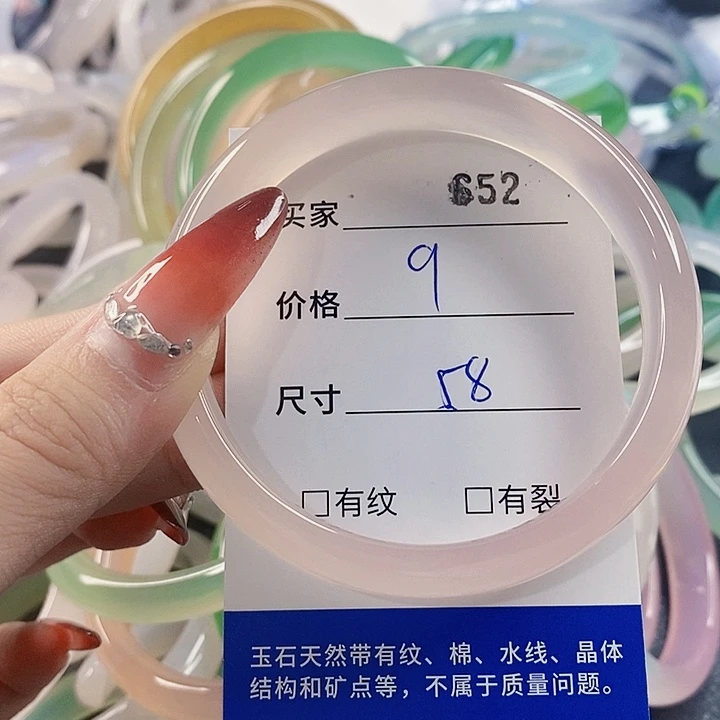 买家 652
价格 9
尺寸 58
□有纹 □有裂
玉石天然带有纹、棉、水线、晶体
结构和矿点等，不属于质量问题。